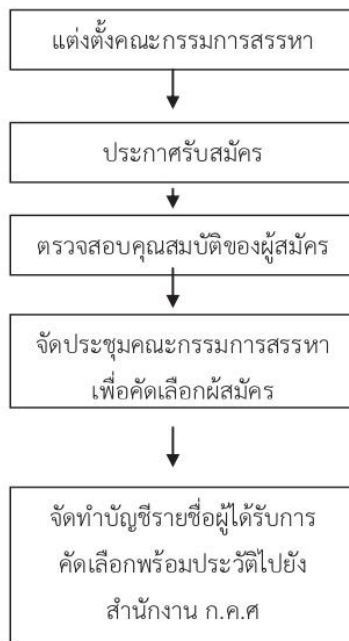 แต่งตั้งคณะกรรมการสรรหา
ประกาศรับสมัคร
ตรวจสอบคุณสมบัติของผู้สมัคร
จัดประชุมคณะกรรมการสรรหา
เพื่อคัดเลือกผ้สมัคร
จัดทำบัญชีรายชื่อผู้ได้รับการ
คัดเลือกพร้อมประวัติไปยัง
สำนักงาน ก.ค.ศ